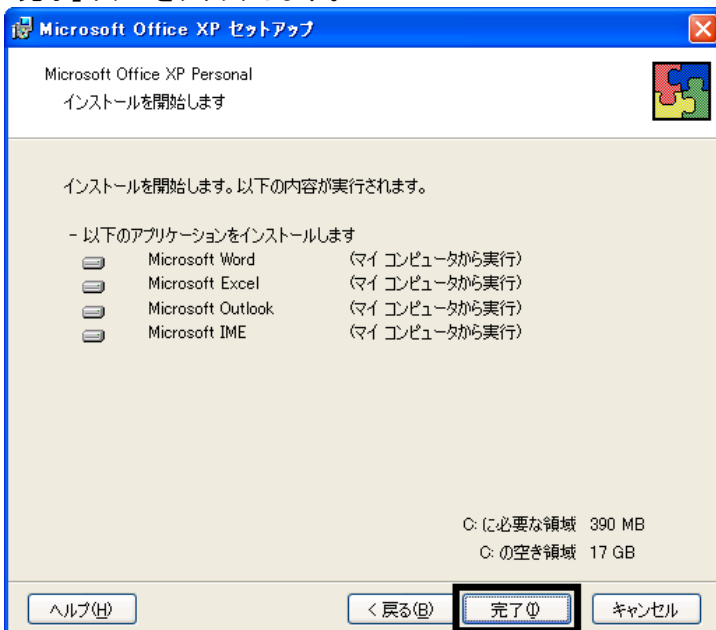 Microsoft Office XP セットアップ
Microsoft Office XP Personal
インストールを開始します
インストールを開始します。以下の内容が実行されます。
- 以下のアプリケーションをインストールします
Microsoft Word (マイ コンピュータから実行)
Microsoft Excel (マイ コンピュータから実行)
Microsoft Outlook (マイ コンピュータから実行)
Microsoft IME (マイ コンピュータから実行)
C: に必要な領域 390 MB
C: の空き領域 17 GB
ヘルプ(H) < 戻る(B) 完了(I) キャンセル